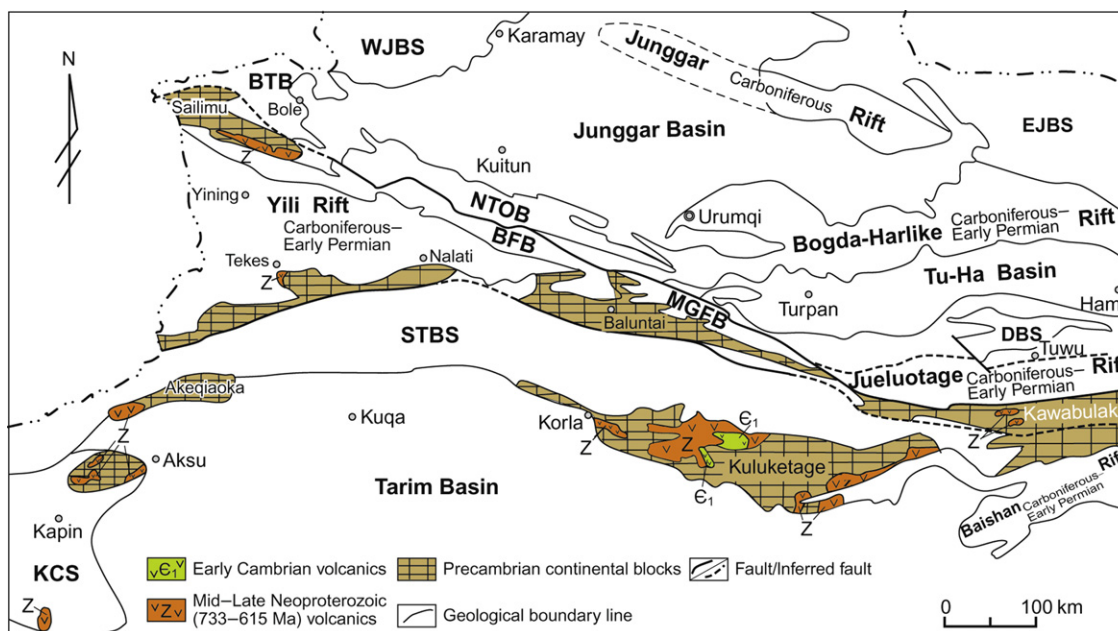 N
WJBS
Karamay
Junggar
Carboniferous
Rift
BTB
Bole
Sailimu
Z
Junggar Basin
EJBS
Kuitun
Yining
Yili Rift
Carboniferous–
Early Permian
NTOB
BFB
Urumqi
Bogda-Harlike
Carboniferous–
Early Permian
Rift
Tekes
Z
Nalati
Tu-Ha Basin
Turpan
Ham
MGFB
Baluntai
STBS
DBS
Tuwu
Jueluotage
Carboniferous–
Early Permian
Rif
Akeqiaoka
Z
Kuqa
Korla
Z
Є1
Z
Kawabulak
Z
Aksu
Tarim Basin
Kuluketage
Є1
Z
Z
Baishan
Carboniferous–
Early Permian
Rift
Kapin
KCS
Z
Є1
Early Cambrian volcanics
Precambrian continental blocks
Fault/Inferred fault
Z
Mid–Late Neoproterozoic
(733–615 Ma) volcanics
Geological boundary line
0 100 km